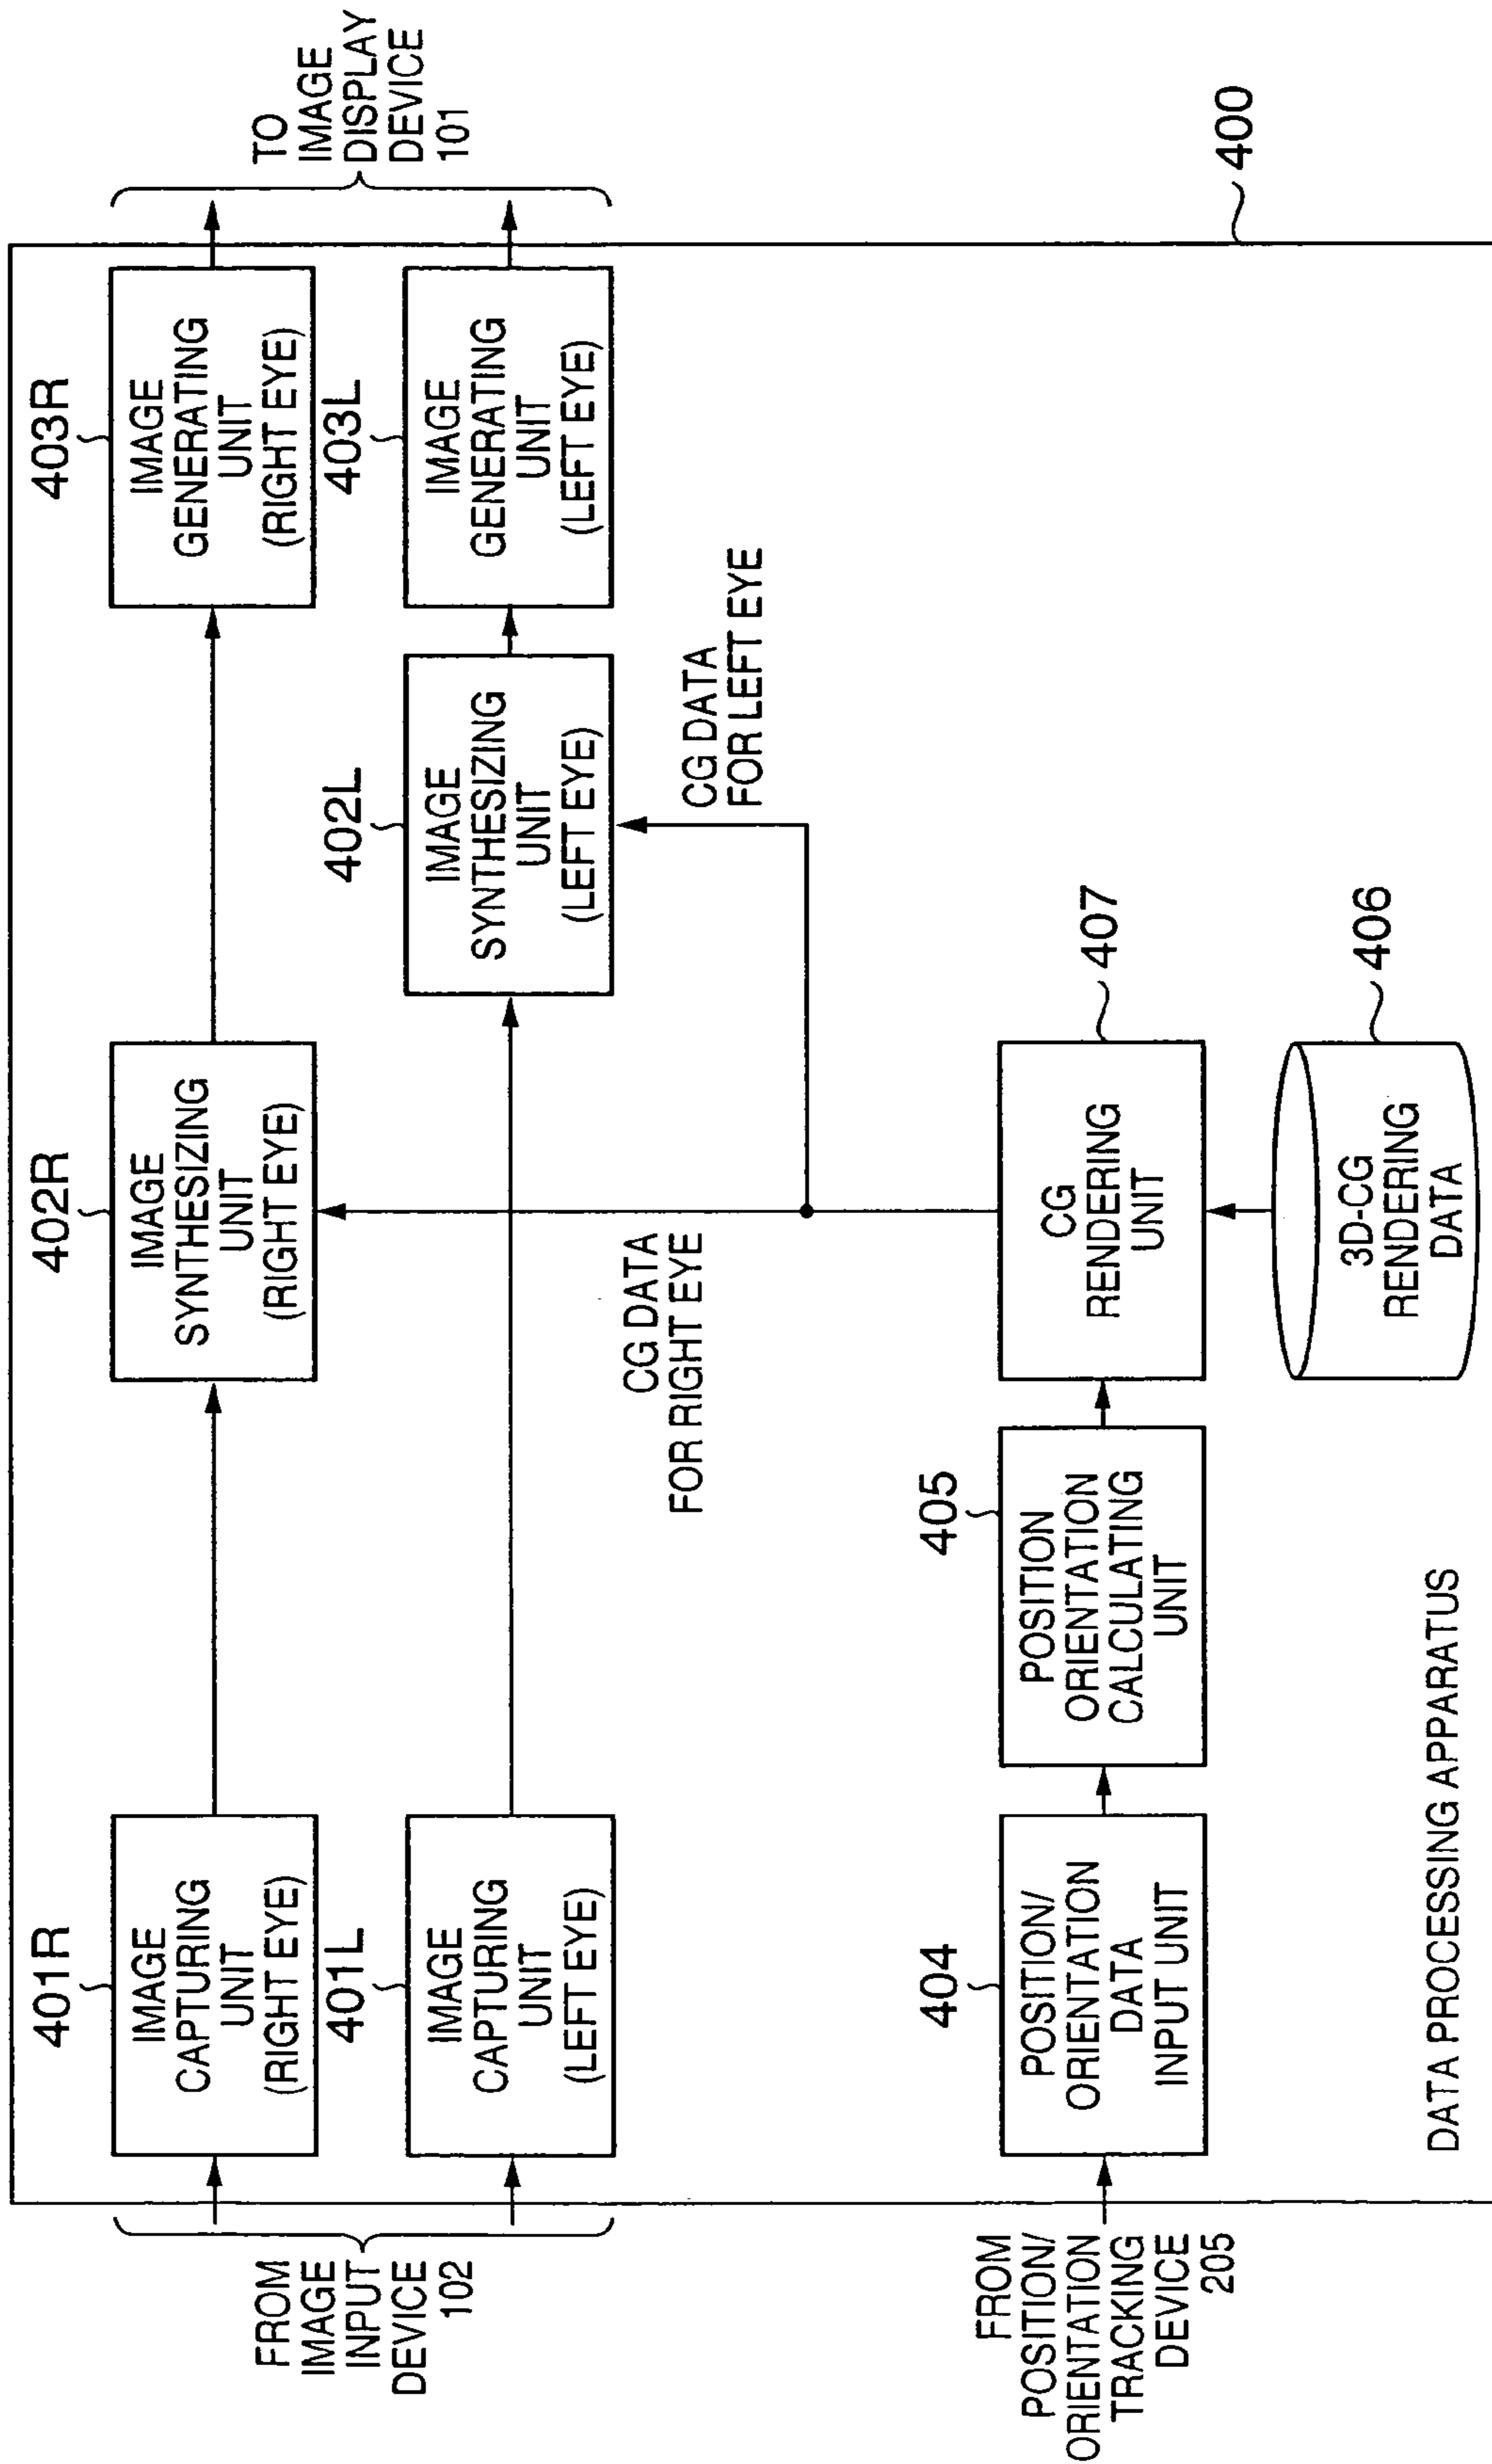 FROM
IMAGE
INPUT
DEVICE
102
401R
IMAGE
CAPTURING
UNIT
(RIGHT EYE)
401L
IMAGE
CAPTURING
UNIT
(LEFT EYE)
402R
IMAGE
SYNTHESIZING
UNIT
(RIGHT EYE)
402L
IMAGE
SYNTHESIZING
UNIT
(LEFT EYE)
403R
IMAGE
GENERATING
UNIT
(RIGHT EYE)
403L
IMAGE
GENERATING
UNIT
(LEFT EYE)
TO
IMAGE
DISPLAY
DEVICE
101
CG DATA
FOR RIGHT EYE
CG DATA
FOR LEFT EYE
FROM
POSITION/
ORIENTATION
TRACKING
DEVICE
205
404
POSITION/
ORIENTATION
DATA
INPUT UNIT
405
POSITION
ORIENTATION
CALCULATING
UNIT
CG
RENDERING
UNIT
407
3D-CG
RENDERING
DATA
406
400
DATA PROCESSING APPARATUS